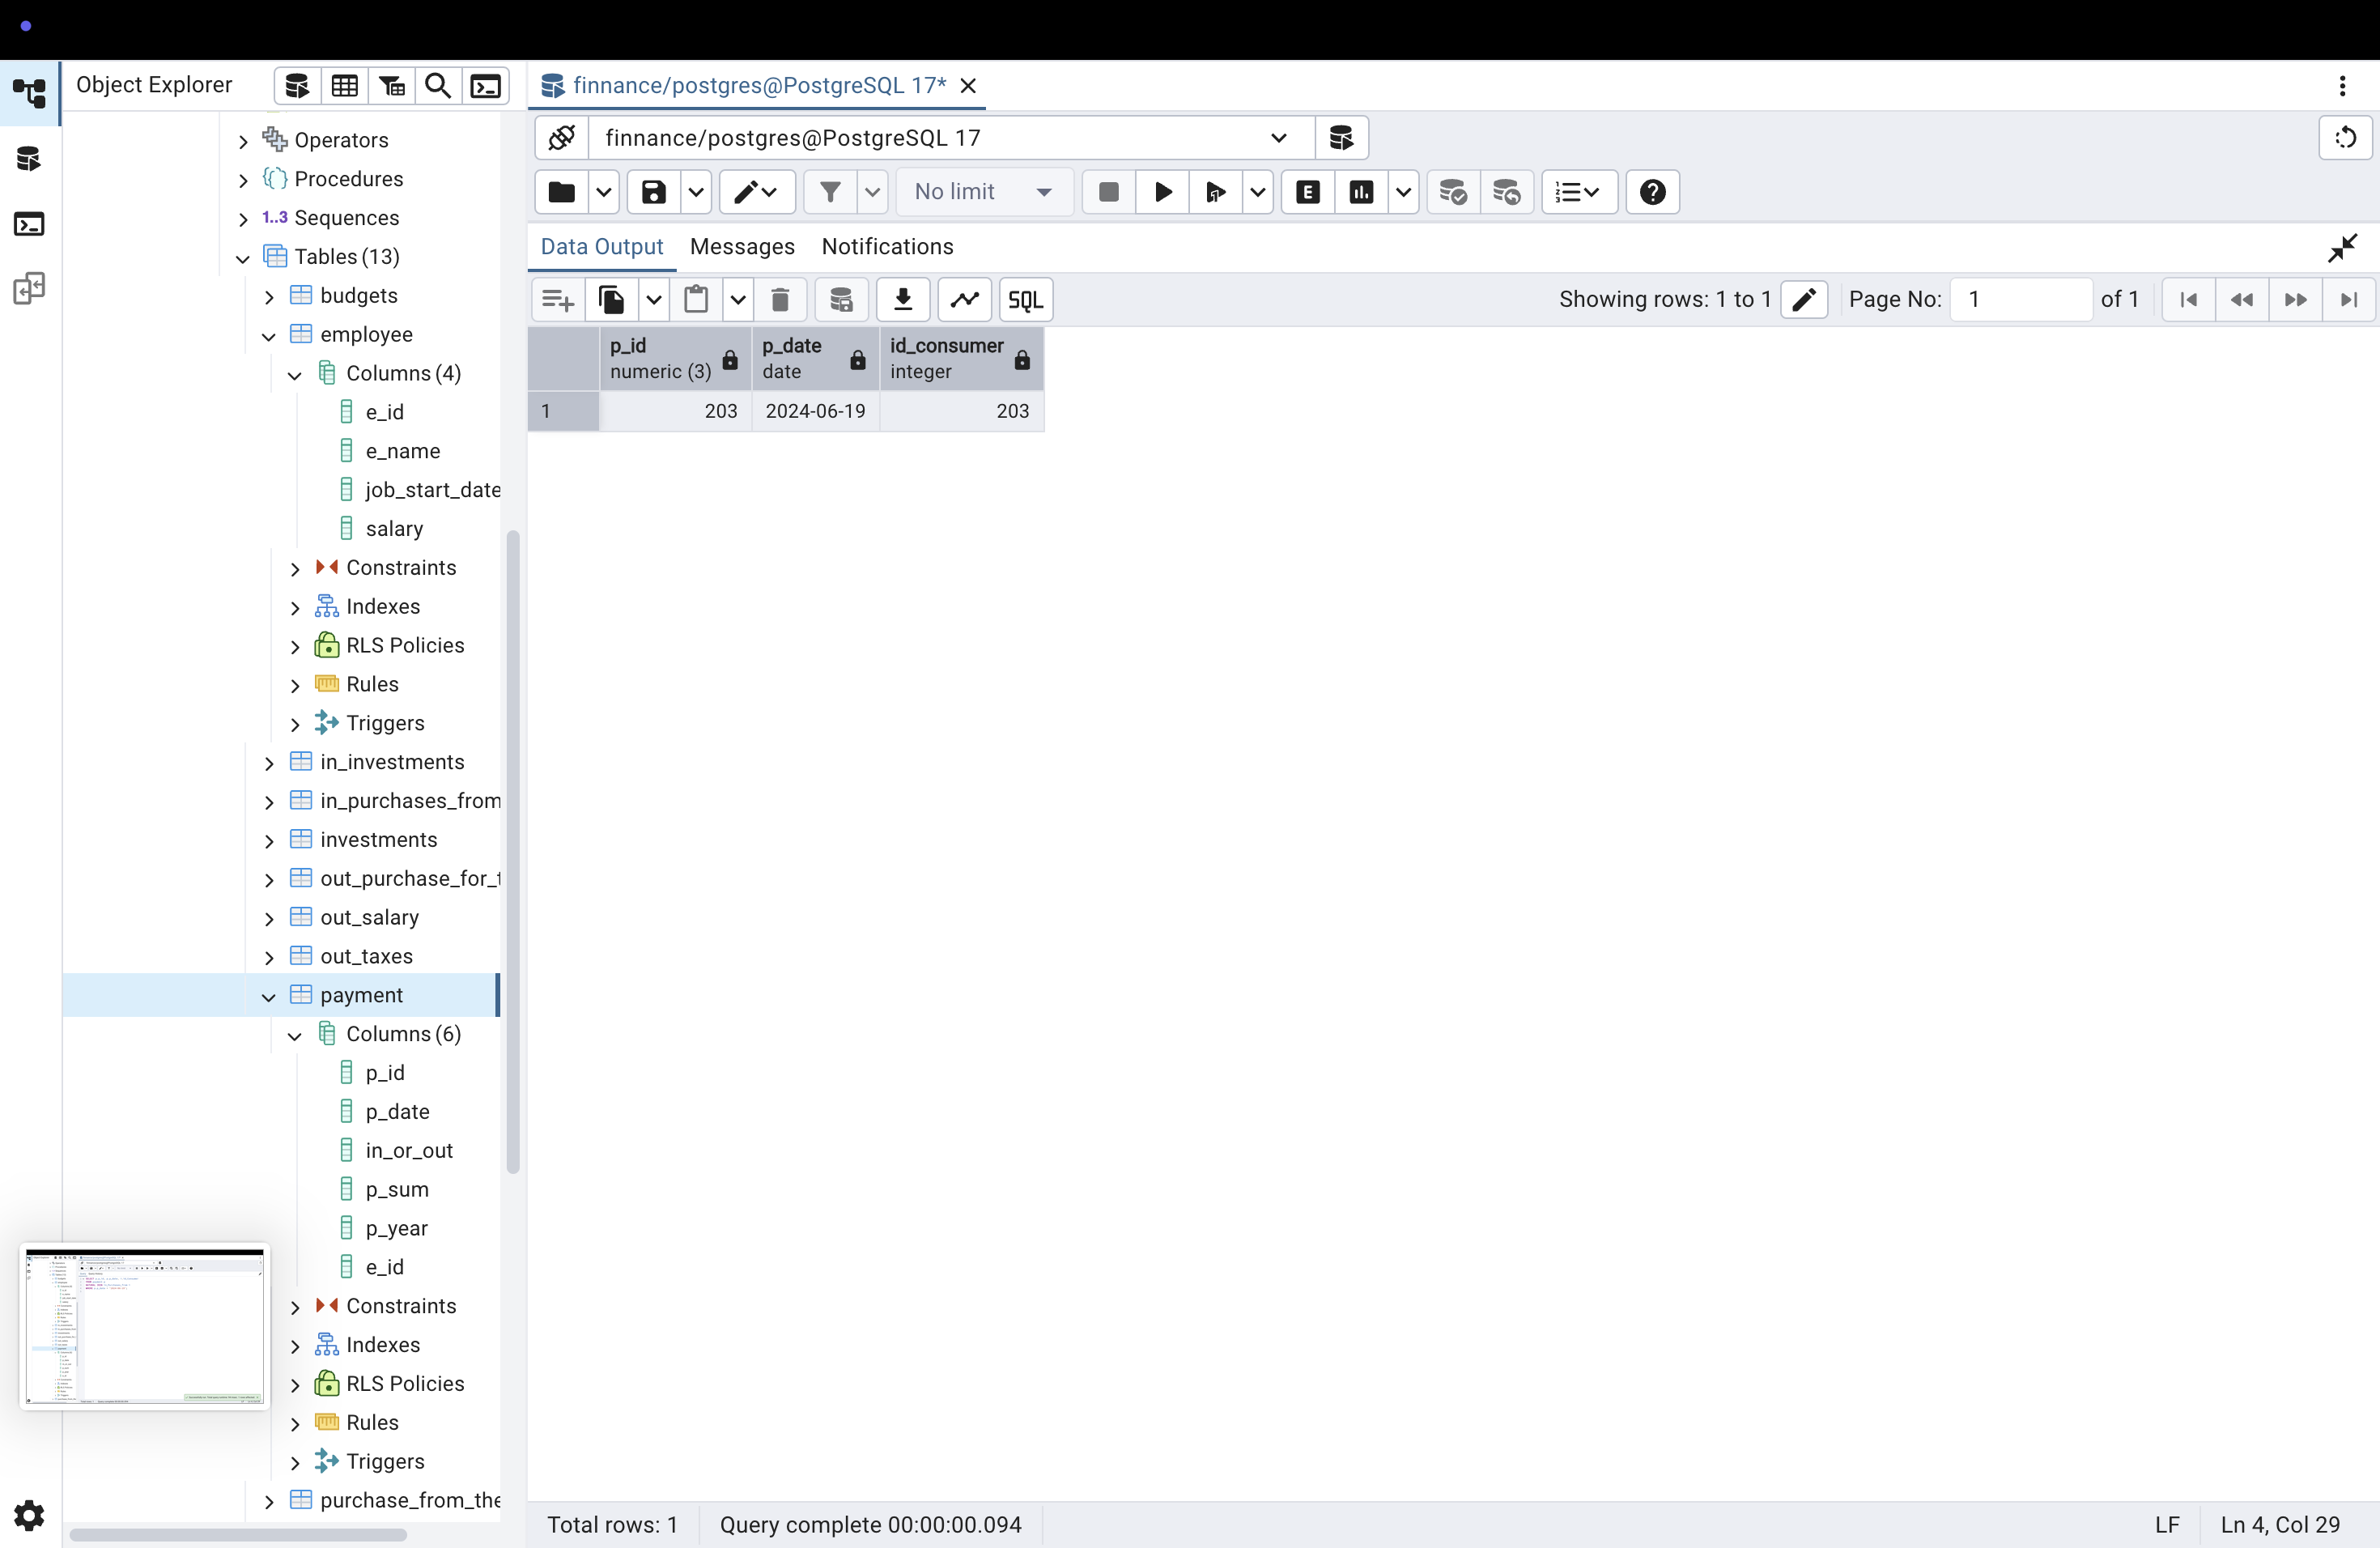 Object Explorer
finnance/postgres@PostgreSQL 17*
finnance/postgres@PostgreSQL 17
No limit
Data Output Messages Notifications
SQL
Showing rows: 1 to 1
Page No: 1 of 1
p_id numeric (3)
p_date date
id_consumer integer
1 203 2024-06-19 203
Operators
Procedures
1..3 Sequences
Tables (13)
budgets
employee
Columns (4)
e_id
e_name
job_start_date
salary
Constraints
Indexes
RLS Policies
Rules
Triggers
in_investments
in_purchases_from
investments
out_purchase_for_t
out_salary
out_taxes
payment
Columns (6)
p_id
p_date
in_or_out
p_sum
p_year
e_id
Constraints
Indexes
RLS Policies
Rules
Triggers
purchase_from_the
Total rows: 1
Query complete 00:00:00.094
LF
Ln 4, Col 29